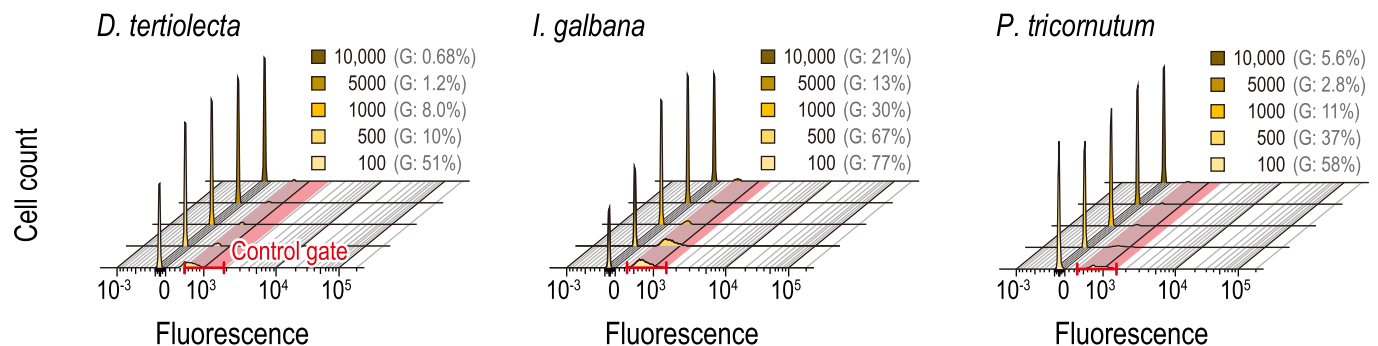 D. tertiolecta
10,000 (G: 0.68%)
5000 (G: 1.2%)
1000 (G: 8.0%)
500 (G: 10%)
100 (G: 51%)
Cell count
Control gate
10-3 0 103 104 105
Fluorescence
I. galbana
10,000 (G: 21%)
5000 (G: 13%)
1000 (G: 30%)
500 (G: 67%)
100 (G: 77%)
10-3 0 103 104 105
Fluorescence
P. tricornutum
10,000 (G: 5.6%)
5000 (G: 2.8%)
1000 (G: 11%)
500 (G: 37%)
100 (G: 58%)
10-3 0 103 104 105
Fluorescence